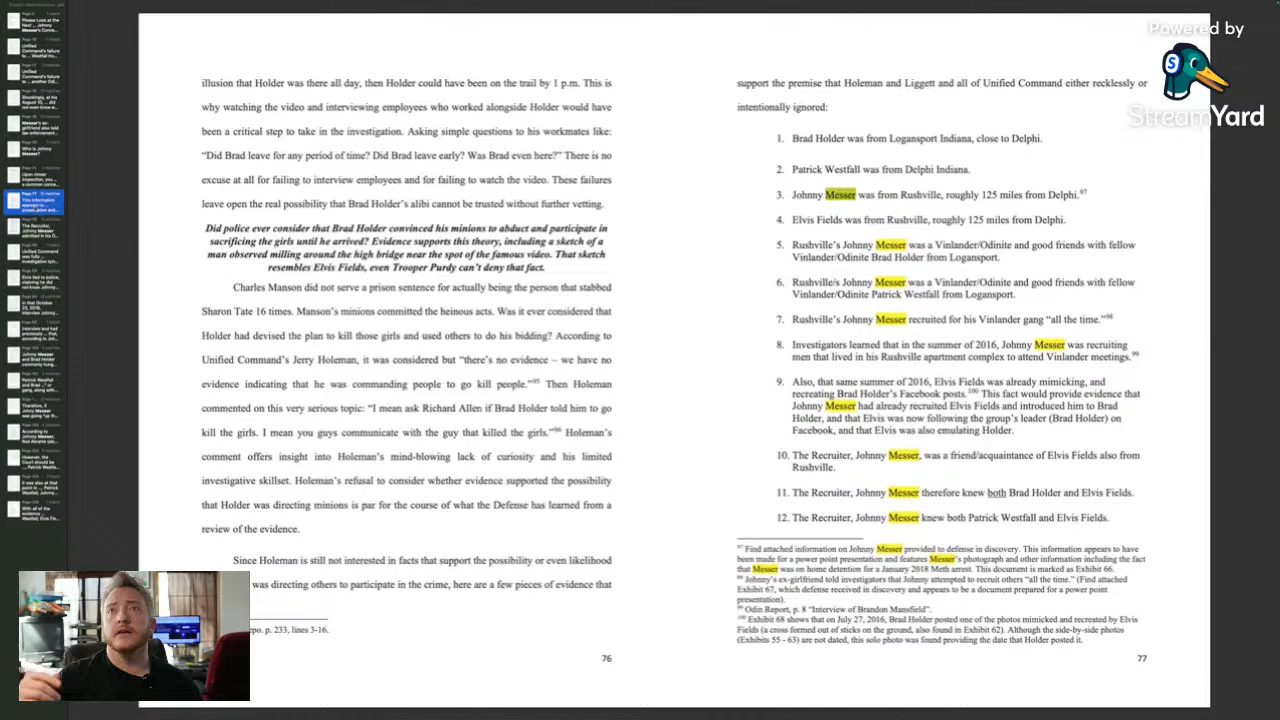 Page 77
This information
appears to ...
Who is Johnny
Messer?
illusion that Holder was there all day, then Holder could have been on the trail by 1 p.m. This is
why watching the video and interviewing employees who worked alongside Holder would have
been a critical step to take in the investigation. Asking simple questions to his workmates like:
“Did Brad leave for any period of time? Did Brad leave early? Was Brad even here?” There is no
excuse at all for failing to interview employees and for failing to watch the video. These failures
leave open the real possibility that Brad Holder’s alibi cannot be trusted without further vetting.
Did police ever consider that Brad Holder convinced his minions to abduct and participate in
sacrificing the girls until he arrived? Evidence supports this theory, including a sketch of a
man observed milling around the high bridge near the spot of the famous video. That sketch
resembles Elvis Fields, even Trooper Purdy can’t deny that fact.
Charles Manson did not serve a prison sentence for actually being the person that stabbed
Sharon Tate 16 times. Manson’s minions committed the heinous acts. Was it ever considered that
Holder had devised the plan to kill those girls and used others to do his bidding? According to
Unified Command’s Jerry Holeman, it was considered but “there’s no evidence – we have no
evidence indicating that he was commanding people to go kill people.”95 Then Holeman
commented on this very serious topic: “I mean ask Richard Allen if Brad Holder told him to go
kill the girls. I mean you guys communicate with the guy that killed the girls.”96 Holeman’s
comment offers insight into Holeman’s mind-blowing lack of curiosity and his limited
investigative skillset. Holeman’s refusal to consider whether evidence supported the possibility
that Holder was directing minions is par for the course of what the Defense has learned from a
review of the evidence.
Since Holeman is still not interested in facts that support the possibility or even likelihood
was directing others to participate in the crime, here are a few pieces of evidence that
epo. p. 233, lines 3-16.
76
support the premise that Holeman and Liggett and all of Unified Command either recklessly or
intentionally ignored:
1. Brad Holder was from Logansport Indiana, close to Delphi.
2. Patrick Westfall was from Delphi Indiana.
3. Johnny Messer was from Rushville, roughly 125 miles from Delphi.97
4. Elvis Fields was from Rushville, roughly 125 miles from Delphi.
5. Rushville’s Johnny Messer was a Vinlander/Odinite and good friends with fellow
Vinlander/Odinite Brad Holder from Logansport.
6. Rushville/s Johnny Messer was a Vinlander/Odinite and good friends with fellow
Vinlander/Odinite Patrick Westfall from Logansport.
7. Rushville’s Johnny Messer recruited for his Vinlander gang “all the time.”98
8. Investigators learned that in the summer of 2016, Johnny Messer was recruiting
men that lived in his Rushville apartment complex to attend Vinlander meetings.99
9. Also, that same summer of 2016, Elvis Fields was already mimicking, and
recreating Brad Holder’s Facebook posts.100 This fact would provide evidence that
Johnny Messer had already recruited Elvis Fields and introduced him to Brad
Holder, and that Elvis was now following the group’s leader (Brad Holder) on
Facebook, and that Elvis was also emulating Holder.
10. The Recruiter, Johnny Messer, was a friend/acquaintance of Elvis Fields also from
Rushville.
11. The Recruiter, Johnny Messer therefore knew both Brad Holder and Elvis Fields.
12. The Recruiter, Johnny Messer knew both Patrick Westfall and Elvis Fields.
97 Find attached information on Johnny Messer provided to defense in discovery. This information appears to have
been made for a power point presentation and features Messer’s photograph and other information including the fact
that Messer was on home detention for a January 2018 Meth arrest. This document is marked as Exhibit 66.
98 Johnny’s ex-girlfriend told investigators that Johnny attempted to recruit others “all the time.” (Find attached
Exhibit 67, which defense received in discovery and appears to be a document prepared for a power point
presentation).
99 Odin Report, p. 8 “Interview of Brandon Mansfield”.
100 Exhibit 68 shows that on July 27, 2016, Brad Holder posted one of the photos mimicked and recreated by Elvis
Fields (a cross formed out of sticks on the ground, also found in Exhibit 62). Although the side-by-side photos
(Exhibits 55 - 63) are not dated, this solo photo was found providing the date that Holder posted it.
77
Powered by
S
StreamYard